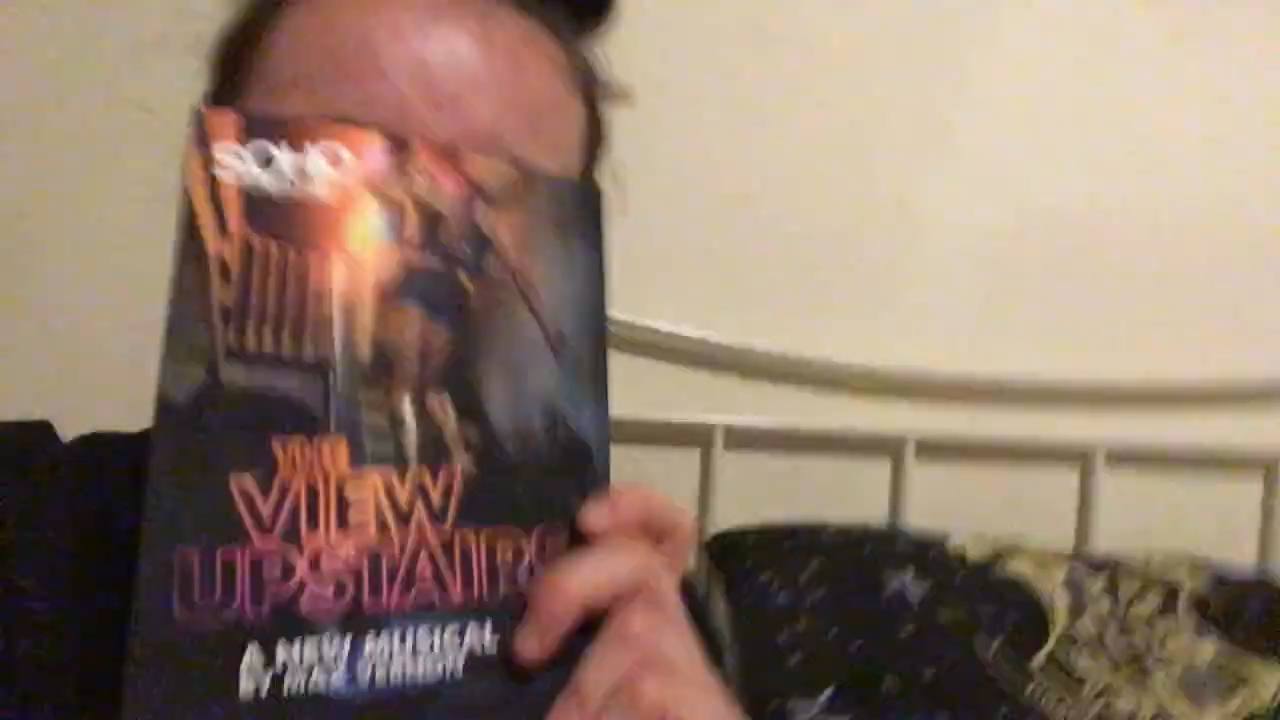 SOHO
THE
VIEW
UPSTAIRS
A NEW MUSICAL
BY MAX VERNON